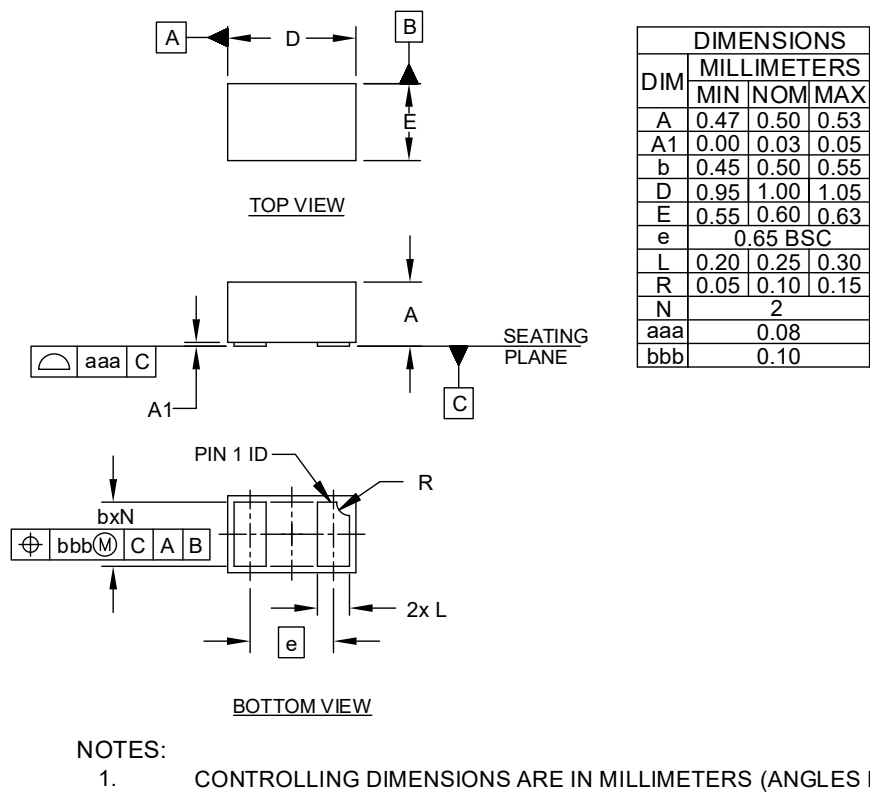 A
D
B
E
TOP VIEW
A
SEATING
PLANE
⌓ aaa C
A1
C
PIN 1 ID
R
bxN
⌖ bbbⓂ C A B
2x L
e
BOTTOM VIEW
DIMENSIONS
DIM MILLIMETERS
MIN NOM MAX
A 0.47 0.50 0.53
A1 0.00 0.03 0.05
b 0.45 0.50 0.55
D 0.95 1.00 1.05
E 0.55 0.60 0.63
e 0.65 BSC
L 0.20 0.25 0.30
R 0.05 0.10 0.15
N 2
aaa 0.08
bbb 0.10
NOTES:
1. CONTROLLING DIMENSIONS ARE IN MILLIMETERS (ANGLES